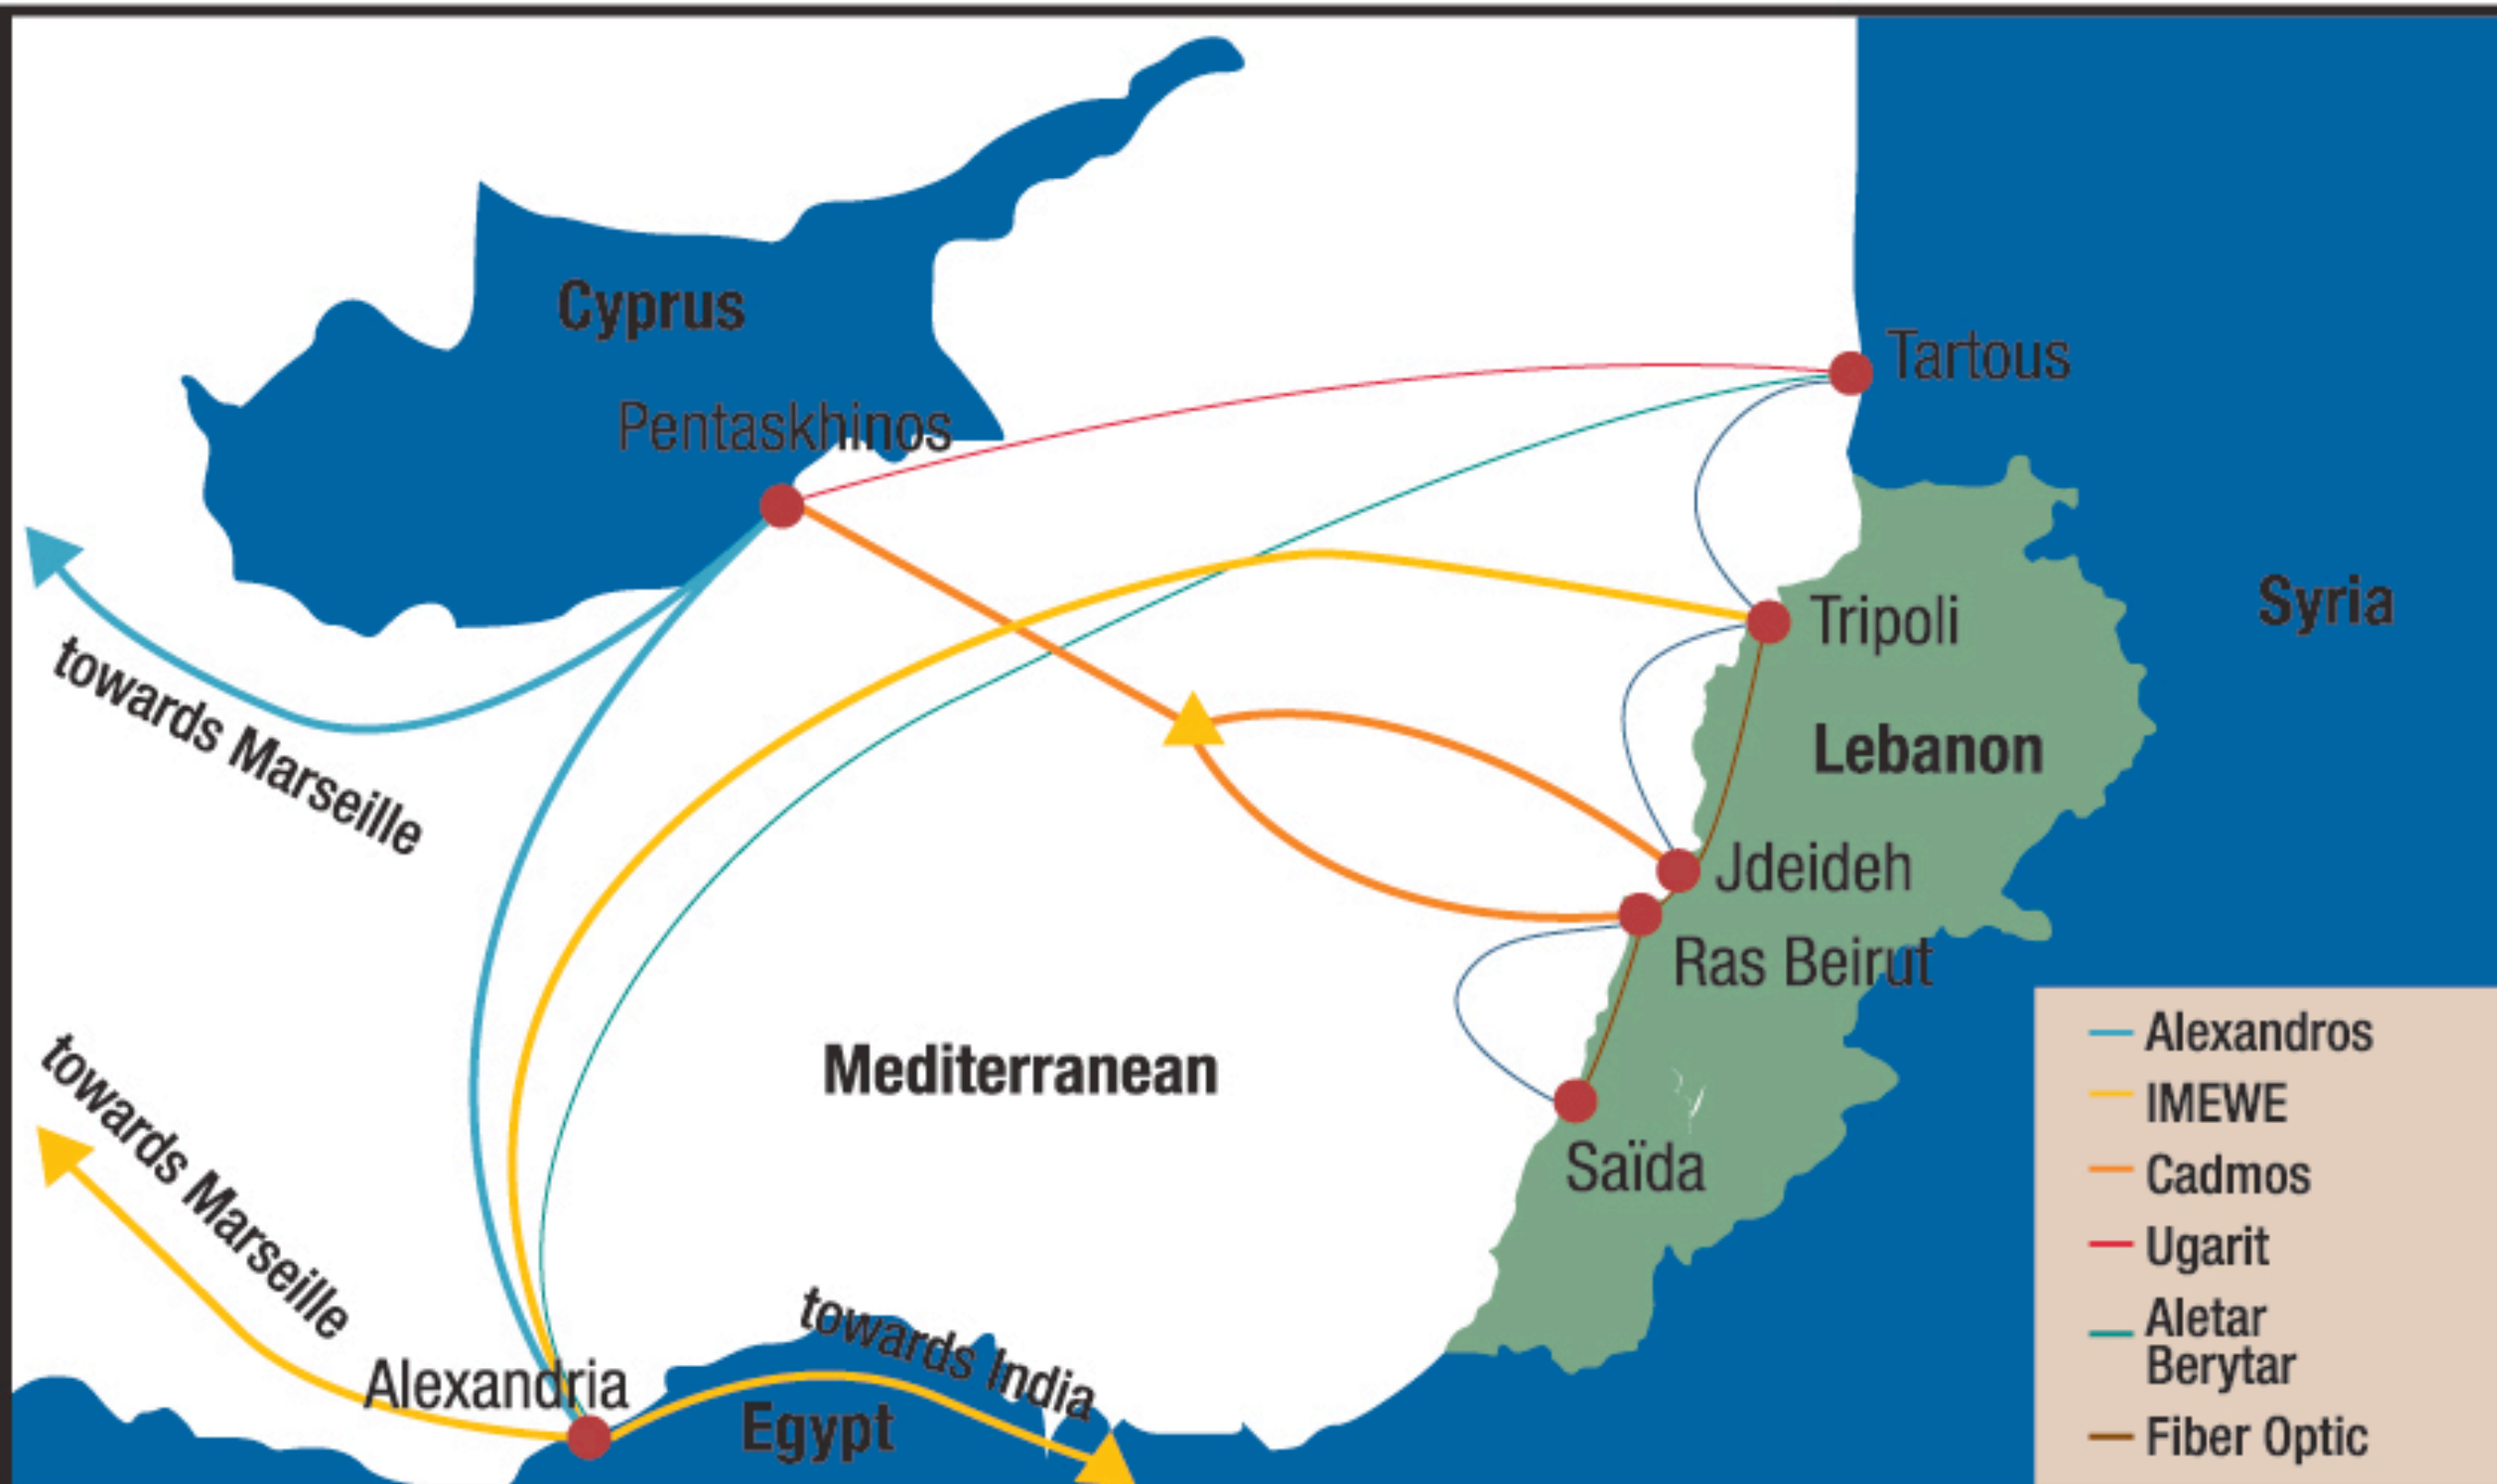 Cyprus
Tartous
Pentaskhinos
Syria
Tripoli
towards Marseille
Lebanon
Jdeideh
Ras Beirut
Mediterranean
towards Marseille
Saïda
towards India
Alexandria
Egypt
Alexandros
IMEWE
Cadmos
Ugarit
Aletar
Berytar
Fiber Optic